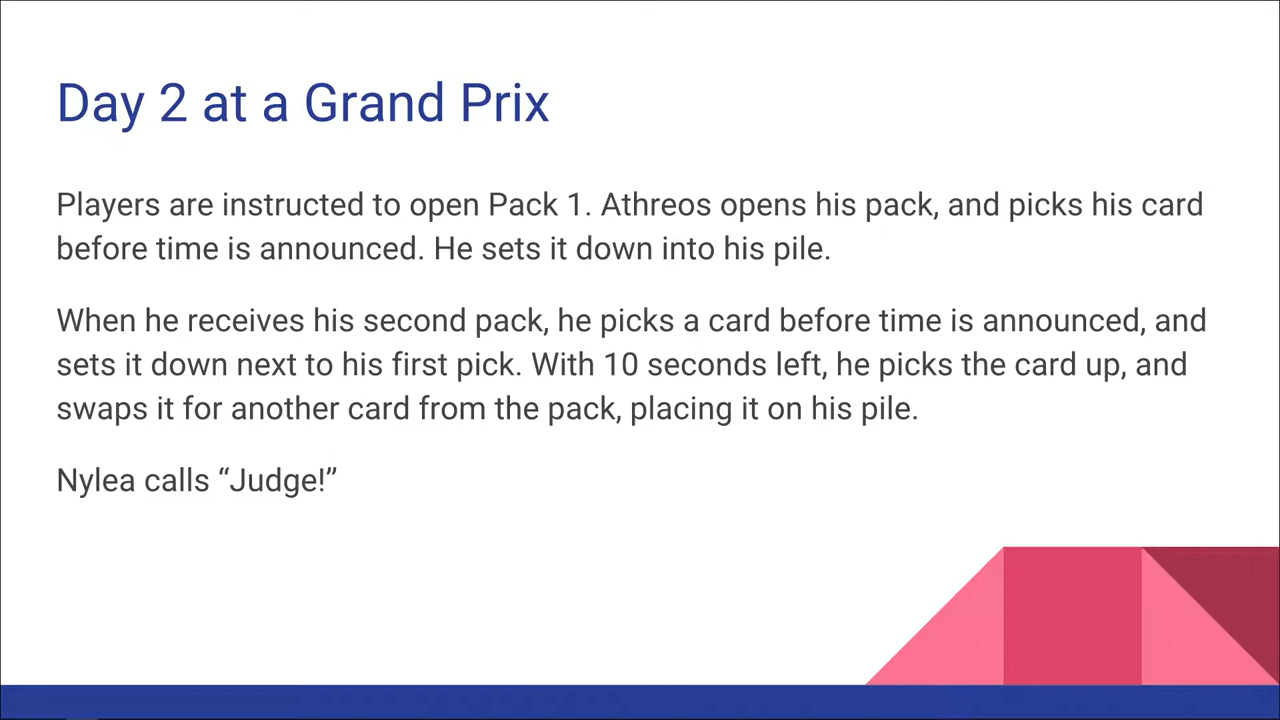 Day 2 at a Grand Prix
Players are instructed to open Pack 1. Athreos opens his pack, and picks his card
before time is announced. He sets it down into his pile.
When he receives his second pack, he picks a card before time is announced, and
sets it down next to his first pick. With 10 seconds left, he picks the card up, and
swaps it for another card from the pack, placing it on his pile.
Nylea calls “Judge!”